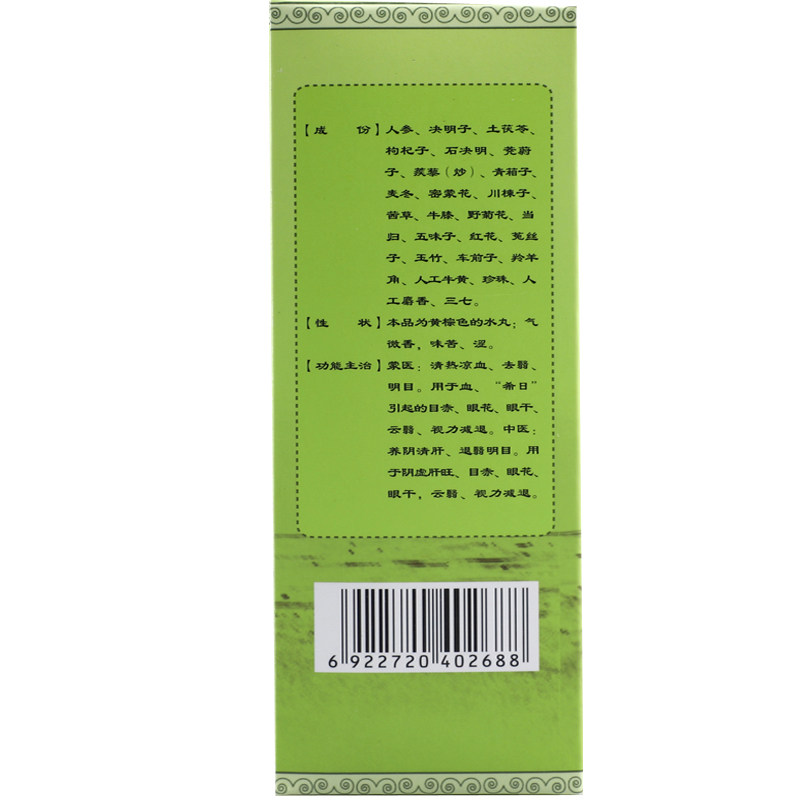 【成　份】人参、决明子、土茯苓、
枸杞子、石决明、茺蔚
子、蒺藜（炒）、青葙子、
麦冬、密蒙花、川楝子、
茜草、牛膝、野菊花、当
归、五味子、红花、菟丝
子、玉竹、车前子、羚羊
角、人工牛黄、珍珠、人
工麝香、三七。
【性　状】本品为黄棕色的水丸；气
微香，味苦、涩。
【功能主治】蒙医：清热凉血、去翳、
明目。用于血、“希日”
引起的目赤、眼花、眼干、
云翳、视力减退。中医：
养阴清肝、退翳明目。用
于阴虚肝旺、目赤、眼花、
眼干，云翳、视力减退。
6 922720 402688